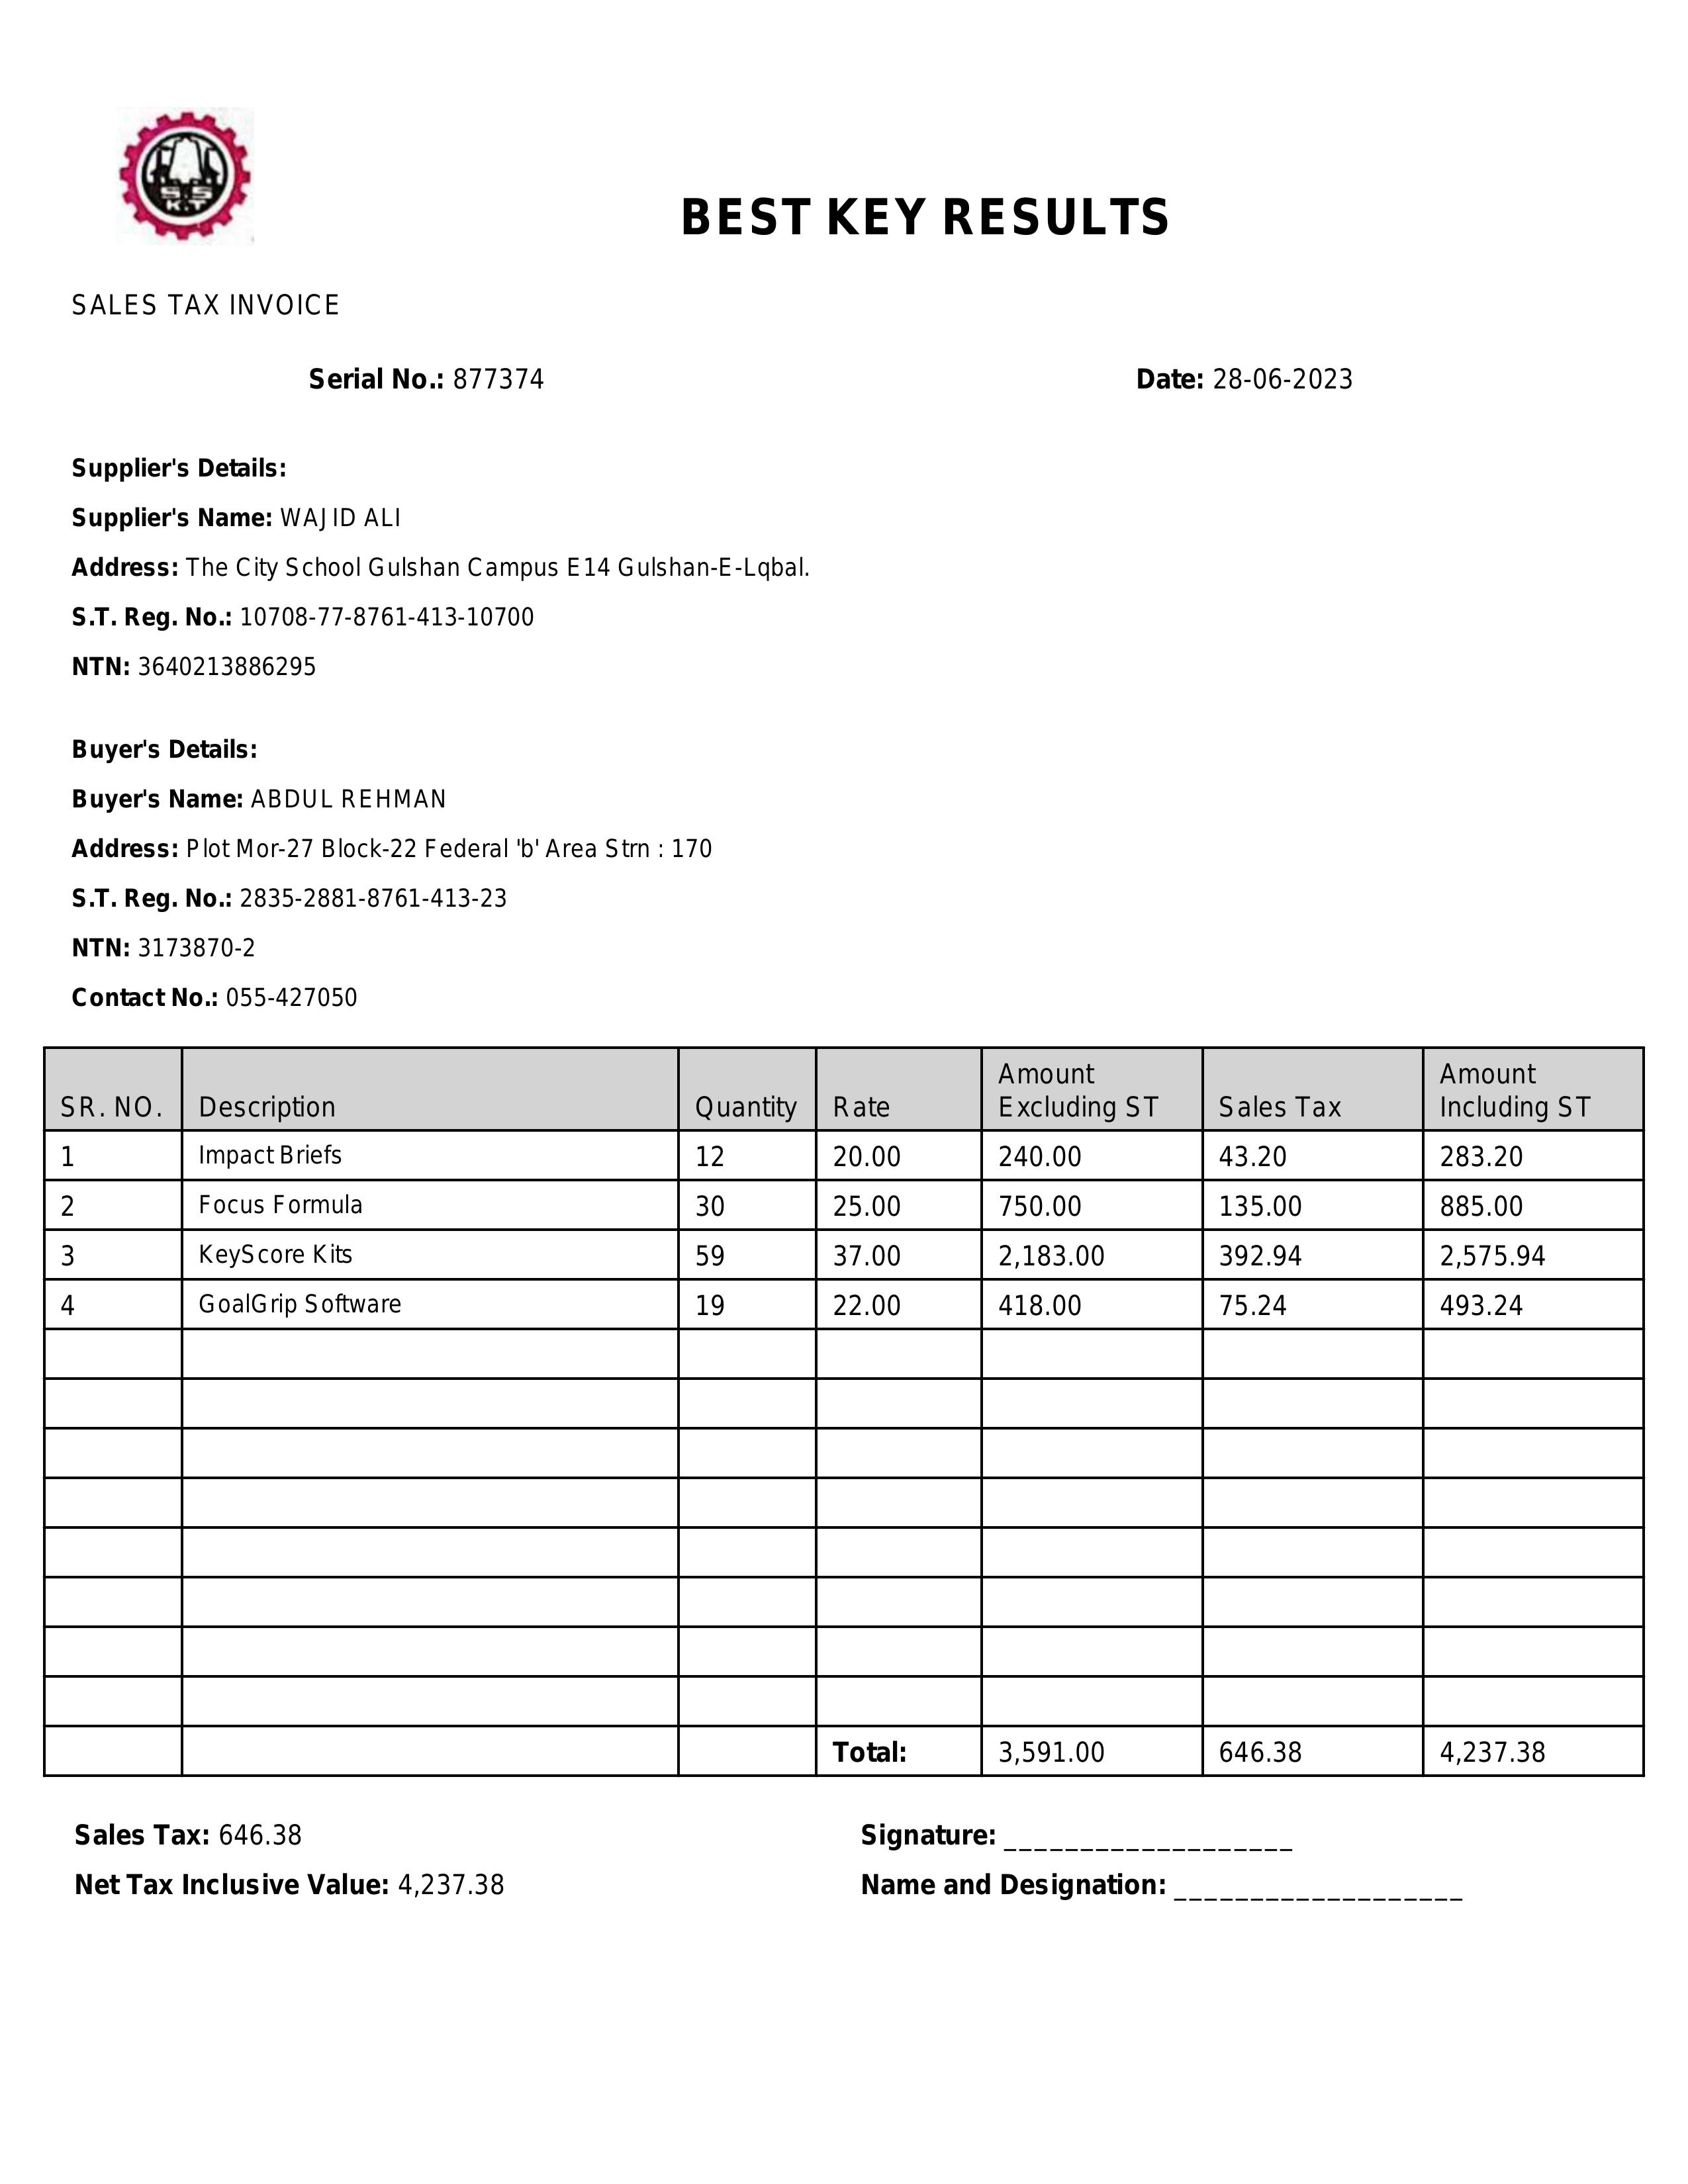 S.S
K.T
BEST KEY RESULTS
SALES TAX INVOICE
Serial No.: 877374 Date: 28-06-2023
Supplier's Details:
Supplier's Name: WAJID ALI
Address: The City School Gulshan Campus E14 Gulshan-E-Lqbal.
S.T. Reg. No.: 10708-77-8761-413-10700
NTN: 3640213886295
Buyer's Details:
Buyer's Name: ABDUL REHMAN
Address: Plot Mor-27 Block-22 Federal 'b' Area Strn : 170
S.T. Reg. No.: 2835-2881-8761-413-23
NTN: 3173870-2
Contact No.: 055-427050
SR. NO. Description Quantity Rate Amount Excluding ST Sales Tax Amount Including ST
1 Impact Briefs 12 20.00 240.00 43.20 283.20
2 Focus Formula 30 25.00 750.00 135.00 885.00
3 KeyScore Kits 59 37.00 2,183.00 392.94 2,575.94
4 GoalGrip Software 19 22.00 418.00 75.24 493.24
Total: 3,591.00 646.38 4,237.38
Sales Tax: 646.38 Signature: ___________________
Net Tax Inclusive Value: 4,237.38 Name and Designation: ___________________